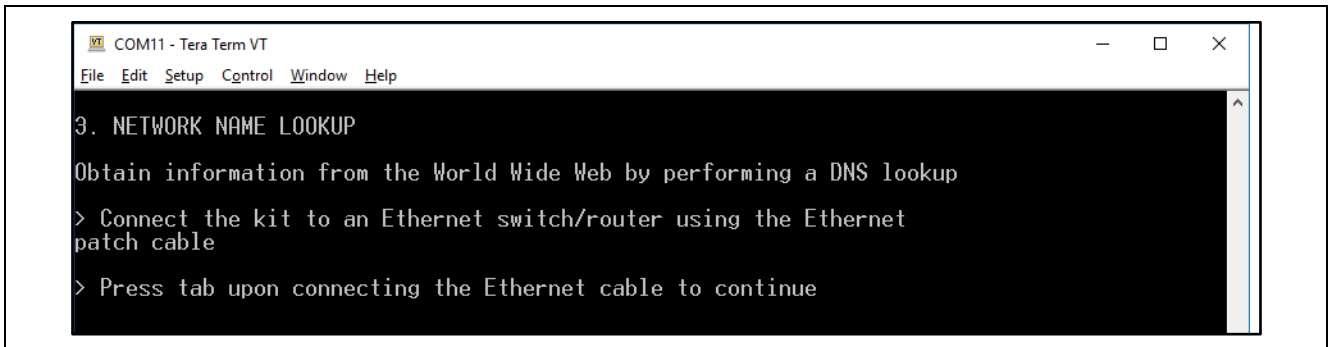 COM11 - Tera Term VT
File Edit Setup Control Window Help
3. NETWORK NAME LOOKUP
Obtain information from the World Wide Web by performing a DNS lookup
> Connect the kit to an Ethernet switch/router using the Ethernet
patch cable
> Press tab upon connecting the Ethernet cable to continue